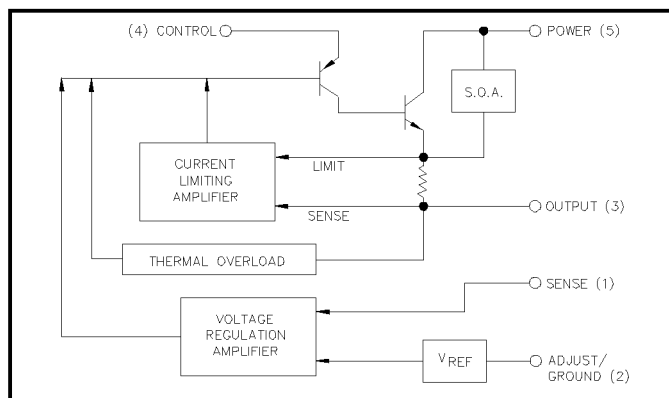 (4) CONTROL
POWER (5)
S.O.A.
CURRENT
LIMITING
AMPLIFIER
LIMIT
SENSE
OUTPUT (3)
THERMAL OVERLOAD
SENSE (1)
VOLTAGE
REGULATION
AMPLIFIER
VREF
ADJUST/
GROUND (2)